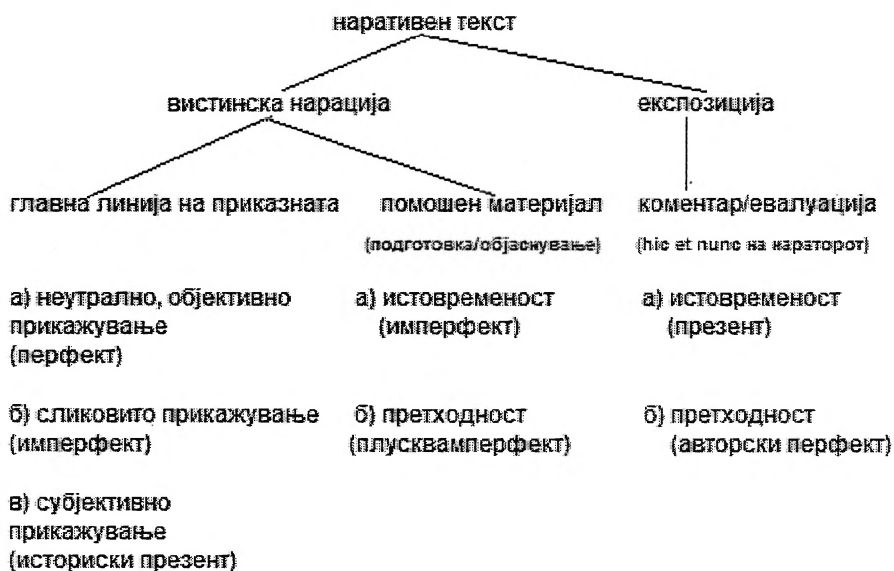 наративен текст
вистинска нарација експозиција
главна линија на приказната помошен материјал коментар/евалуација
(подготовка/објаснување) (hic et nunc на нараторот)
а) неутрално, објективно а) истовременост а) истовременост
прикажување (имперфект) (презент)
(перфект)
б) сликовито прикажување б) претходност б) претходност
(имперфект) (плусквамперфект) (авторски перфект)
в) субјективно
прикажување
(историски презент)